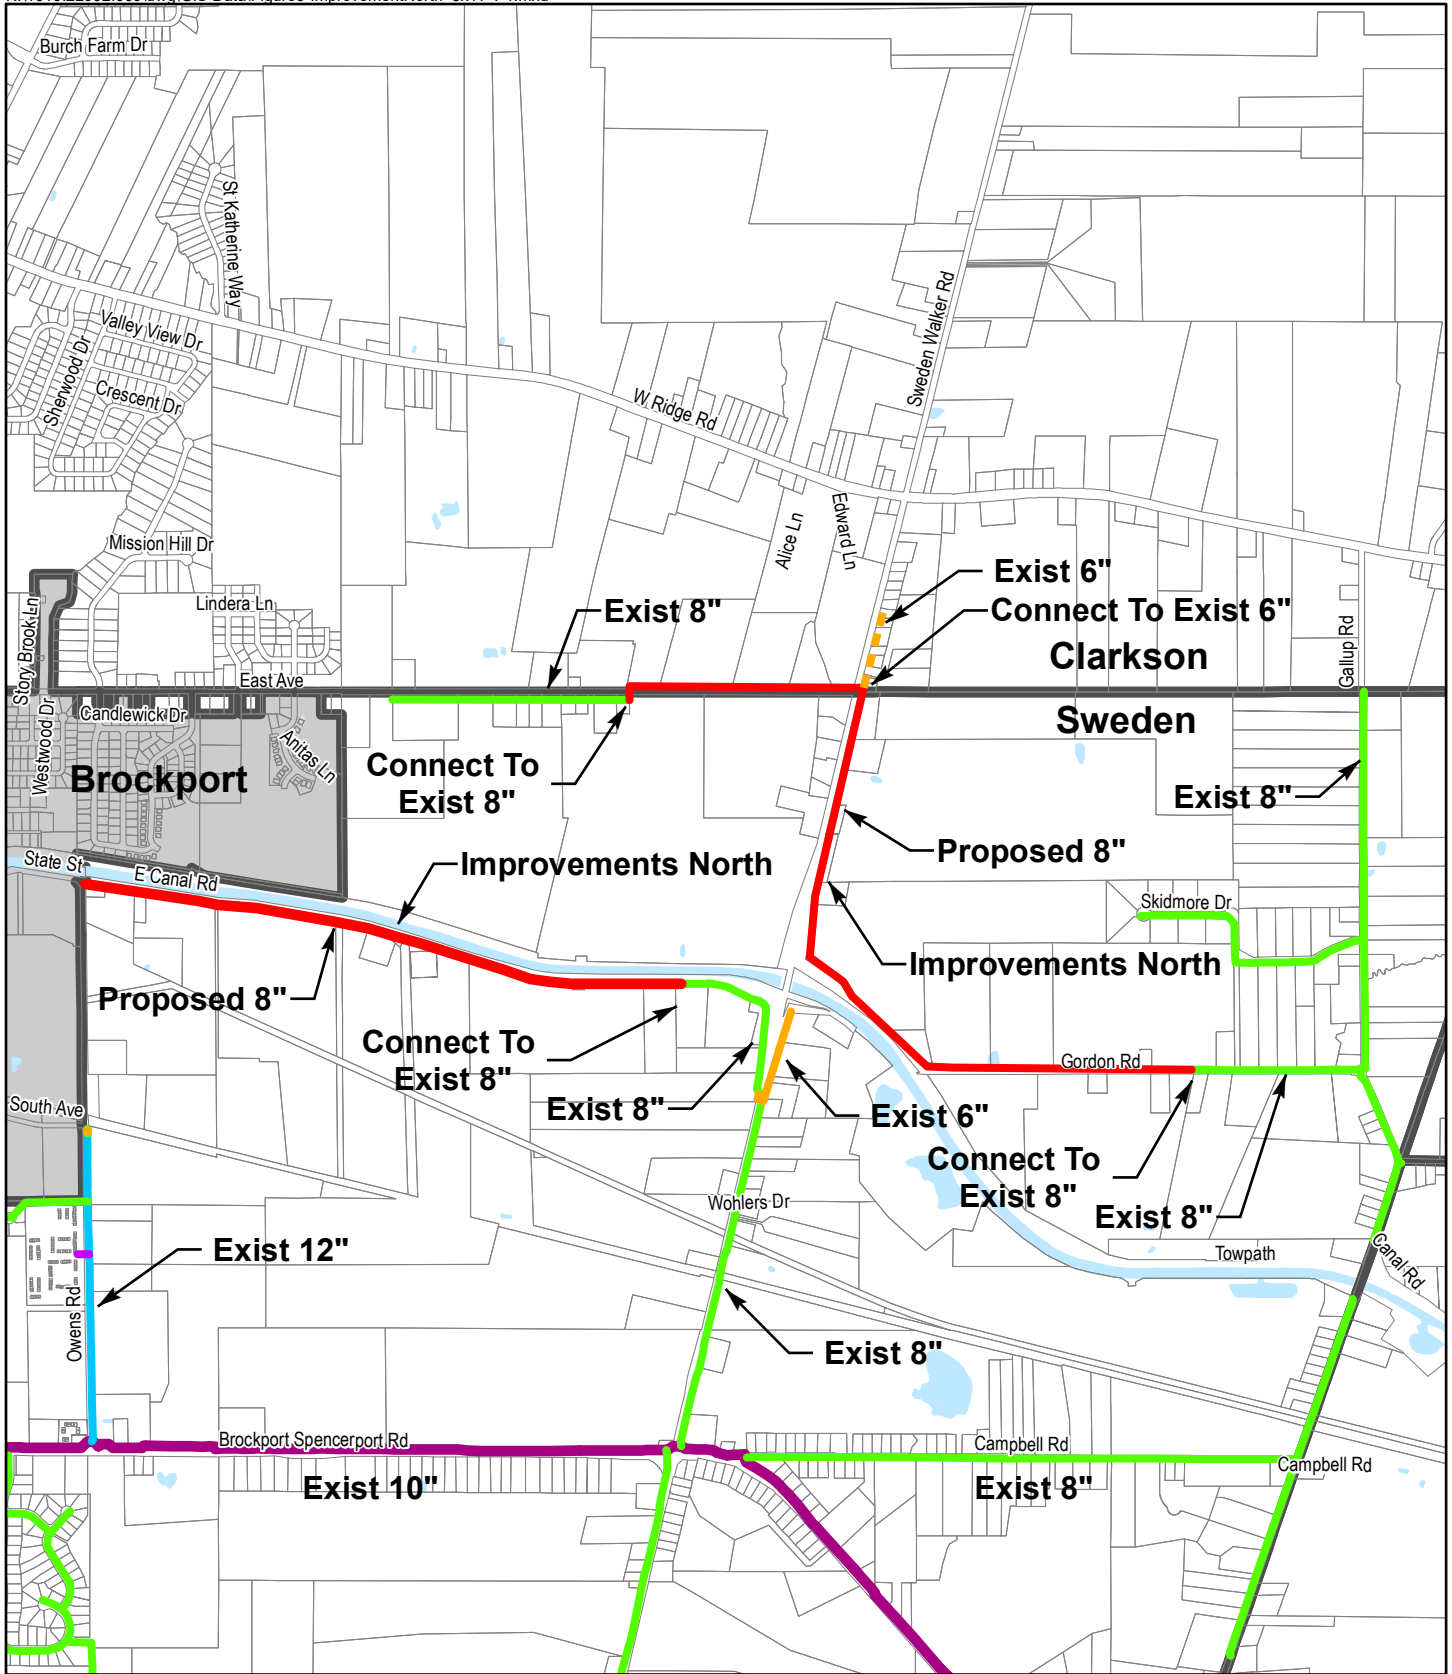 Burch Farm Dr
St Katherine Way
Valley View Dr
Sherwood Dr
Crescent Dr
Sweden Walker Rd
W Ridge Rd
Alice Ln
Edward Ln
Mission Hill Dr
Exist 6"
Lindera Ln
Exist 8"
Connect To Exist 6"
Story Brook Ln
Gallup Rd
Clarkson
East Ave
Westwood Dr
Candlewick Dr
Sweden
Anitas Ln
Brockport
Connect To
Exist 8"
Exist 8"
State St
E Canal Rd
Improvements North
Proposed 8"
Skidmore Dr
Improvements North
Proposed 8"
Connect To
Exist 8"
Gordon Rd
South Ave
Exist 8"
Exist 6"
Connect To
Exist 8"
Wohlers Dr
Exist 8"
Exist 12"
Towpath
Canal Rd
Owens Rd
Exist 8"
Brockport Spencerport Rd
Campbell Rd
Campbell Rd
Exist 10"
Exist 8"